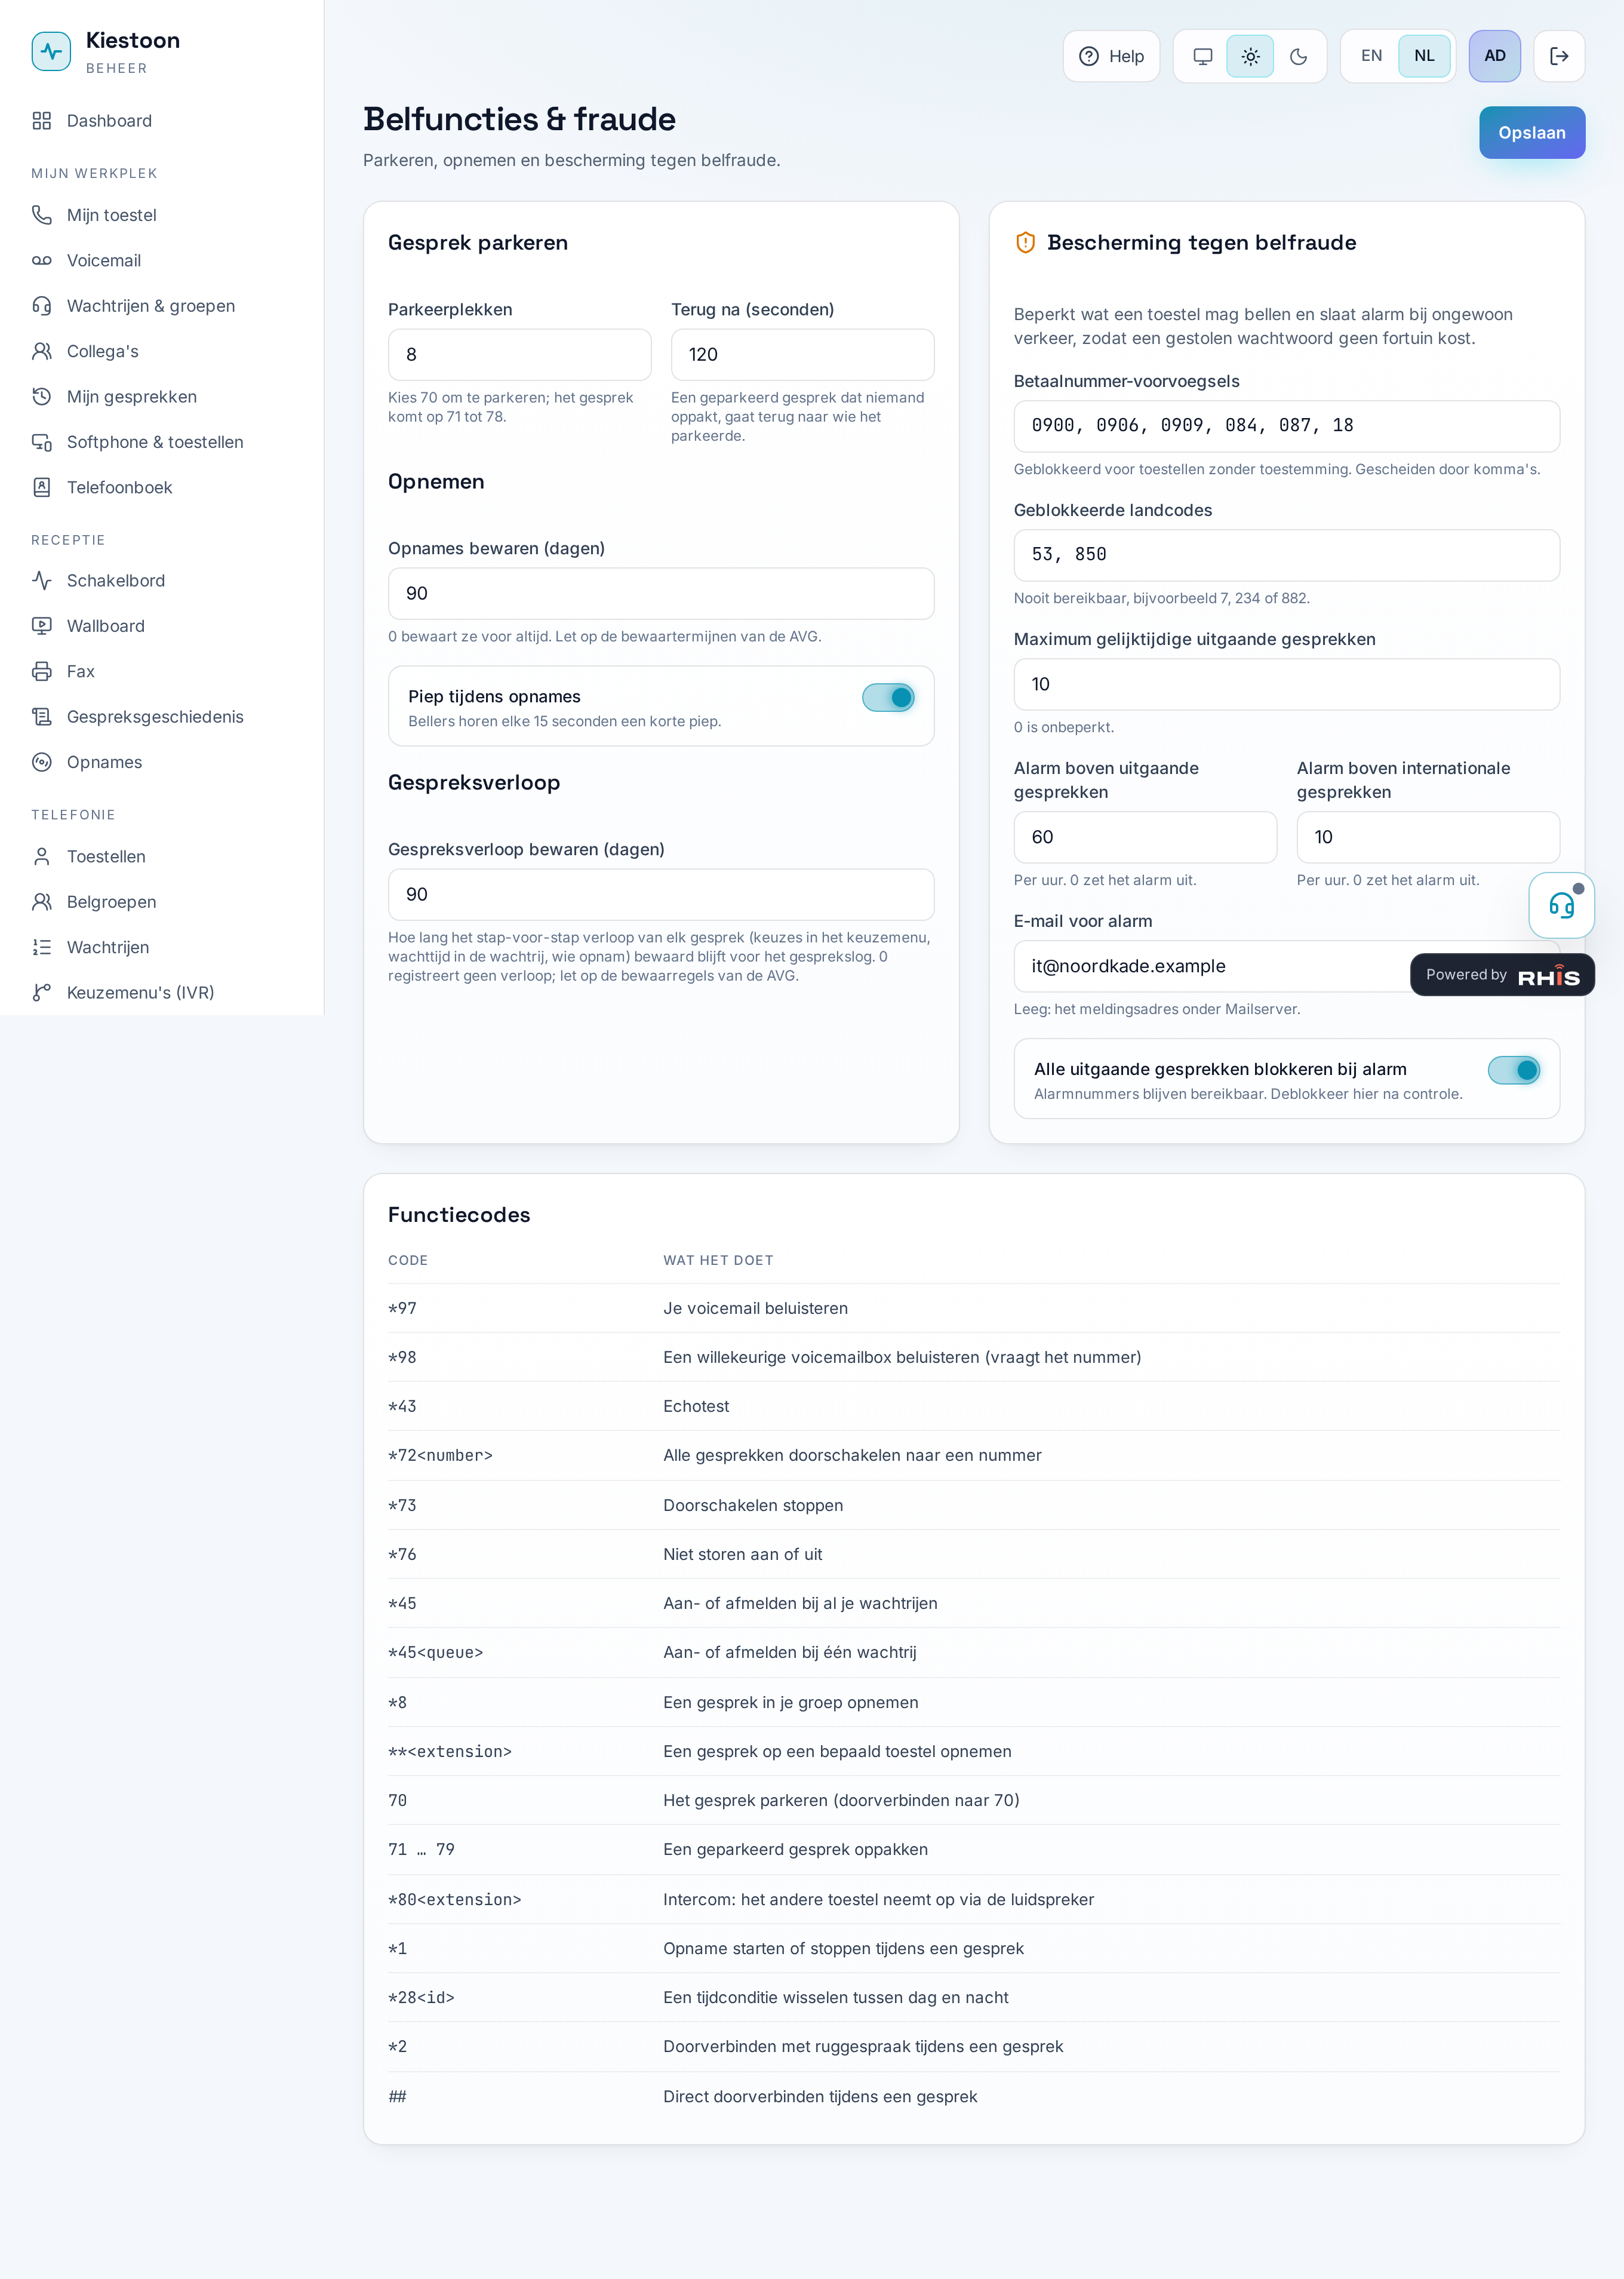 Kiestoon
BEHEER
Dashboard
MIJN WERKPLEK
Mijn toestel
Voicemail
Wachtrijen & groepen
Collega's
Mijn gesprekken
Softphone & toestellen
Telefoonboek
RECEPTIE
Schakelbord
Wallboard
Fax
Gespreksgeschiedenis
Opnames
TELEFONIE
Toestellen
Belgroepen
Wachtrijen
Keuzemenu's (IVR)
Help
EN
NL
AD
Belfuncties & fraude
Parkeren, opnemen en bescherming tegen belfraude.
Opslaan
Gesprek parkeren
Parkeerplekken
8
Kies 70 om te parkeren; het gesprek
komt op 71 tot 78.
Terug na (seconden)
120
Een geparkeerd gesprek dat niemand
oppakt, gaat terug naar wie het
parkeerde.
Opnemen
Opnames bewaren (dagen)
90
0 bewaart ze voor altijd. Let op de bewaartermijnen van de AVG.
Piep tijdens opnames
Bellers horen elke 15 seconden een korte piep.
Gespreksverloop
Gespreksverloop bewaren (dagen)
90
Hoe lang het stap-voor-stap verloop van elk gesprek (keuzes in het keuzemenu,
wachttijd in de wachtrij, wie opnam) bewaard blijft voor het gesprekslog. 0
registreert geen verloop; let op de bewaarregels van de AVG.
Bescherming tegen belfraude
Beperkt wat een toestel mag bellen en slaat alarm bij ongewoon
verkeer, zodat een gestolen wachtwoord geen fortuin kost.
Betaalnummer-voorvoegsels
0900, 0906, 0909, 084, 087, 18
Geblokkeerd voor toestellen zonder toestemming. Gescheiden door komma's.
Geblokkeerde landcodes
53, 850
Nooit bereikbaar, bijvoorbeeld 7, 234 of 882.
Maximum gelijktijdige uitgaande gesprekken
10
0 is onbeperkt.
Alarm boven uitgaande
gesprekken
60
Per uur. 0 zet het alarm uit.
Alarm boven internationale
gesprekken
10
Per uur. 0 zet het alarm uit.
E-mail voor alarm
it@noordkade.example
Leeg: het meldingsadres onder Mailserver.
Powered by RHiS
Alle uitgaande gesprekken blokkeren bij alarm
Alarmnummers blijven bereikbaar. Deblokkeer hier na controle.
Functiecodes
CODE WAT HET DOET
*97 Je voicemail beluisteren
*98 Een willekeurige voicemailbox beluisteren (vraagt het nummer)
*43 Echotest
*72<number> Alle gesprekken doorschakelen naar een nummer
*73 Doorschakelen stoppen
*76 Niet storen aan of uit
*45 Aan- of afmelden bij al je wachtrijen
*45<queue> Aan- of afmelden bij één wachtrij
*8 Een gesprek in je groep opnemen
**<extension> Een gesprek op een bepaald toestel opnemen
70 Het gesprek parkeren (doorverbinden naar 70)
71 … 79 Een geparkeerd gesprek oppakken
*80<extension> Intercom: het andere toestel neemt op via de luidspreker
*1 Opname starten of stoppen tijdens een gesprek
*28<id> Een tijdconditie wisselen tussen dag en nacht
*2 Doorverbinden met ruggespraak tijdens een gesprek
## Direct doorverbinden tijdens een gesprek